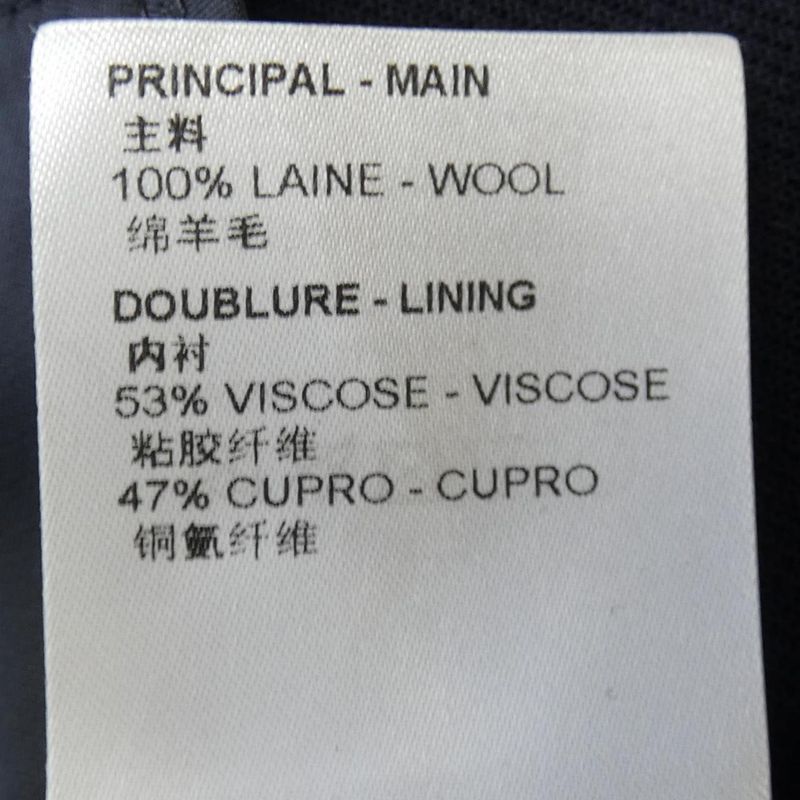 PRINCIPAL - MAIN
主料
100% LAINE - WOOL
绵羊毛
DOUBLURE - LINING
内衬
53% VISCOSE - VISCOSE
粘胶纤维
47% CUPRO - CUPRO
铜氨纤维